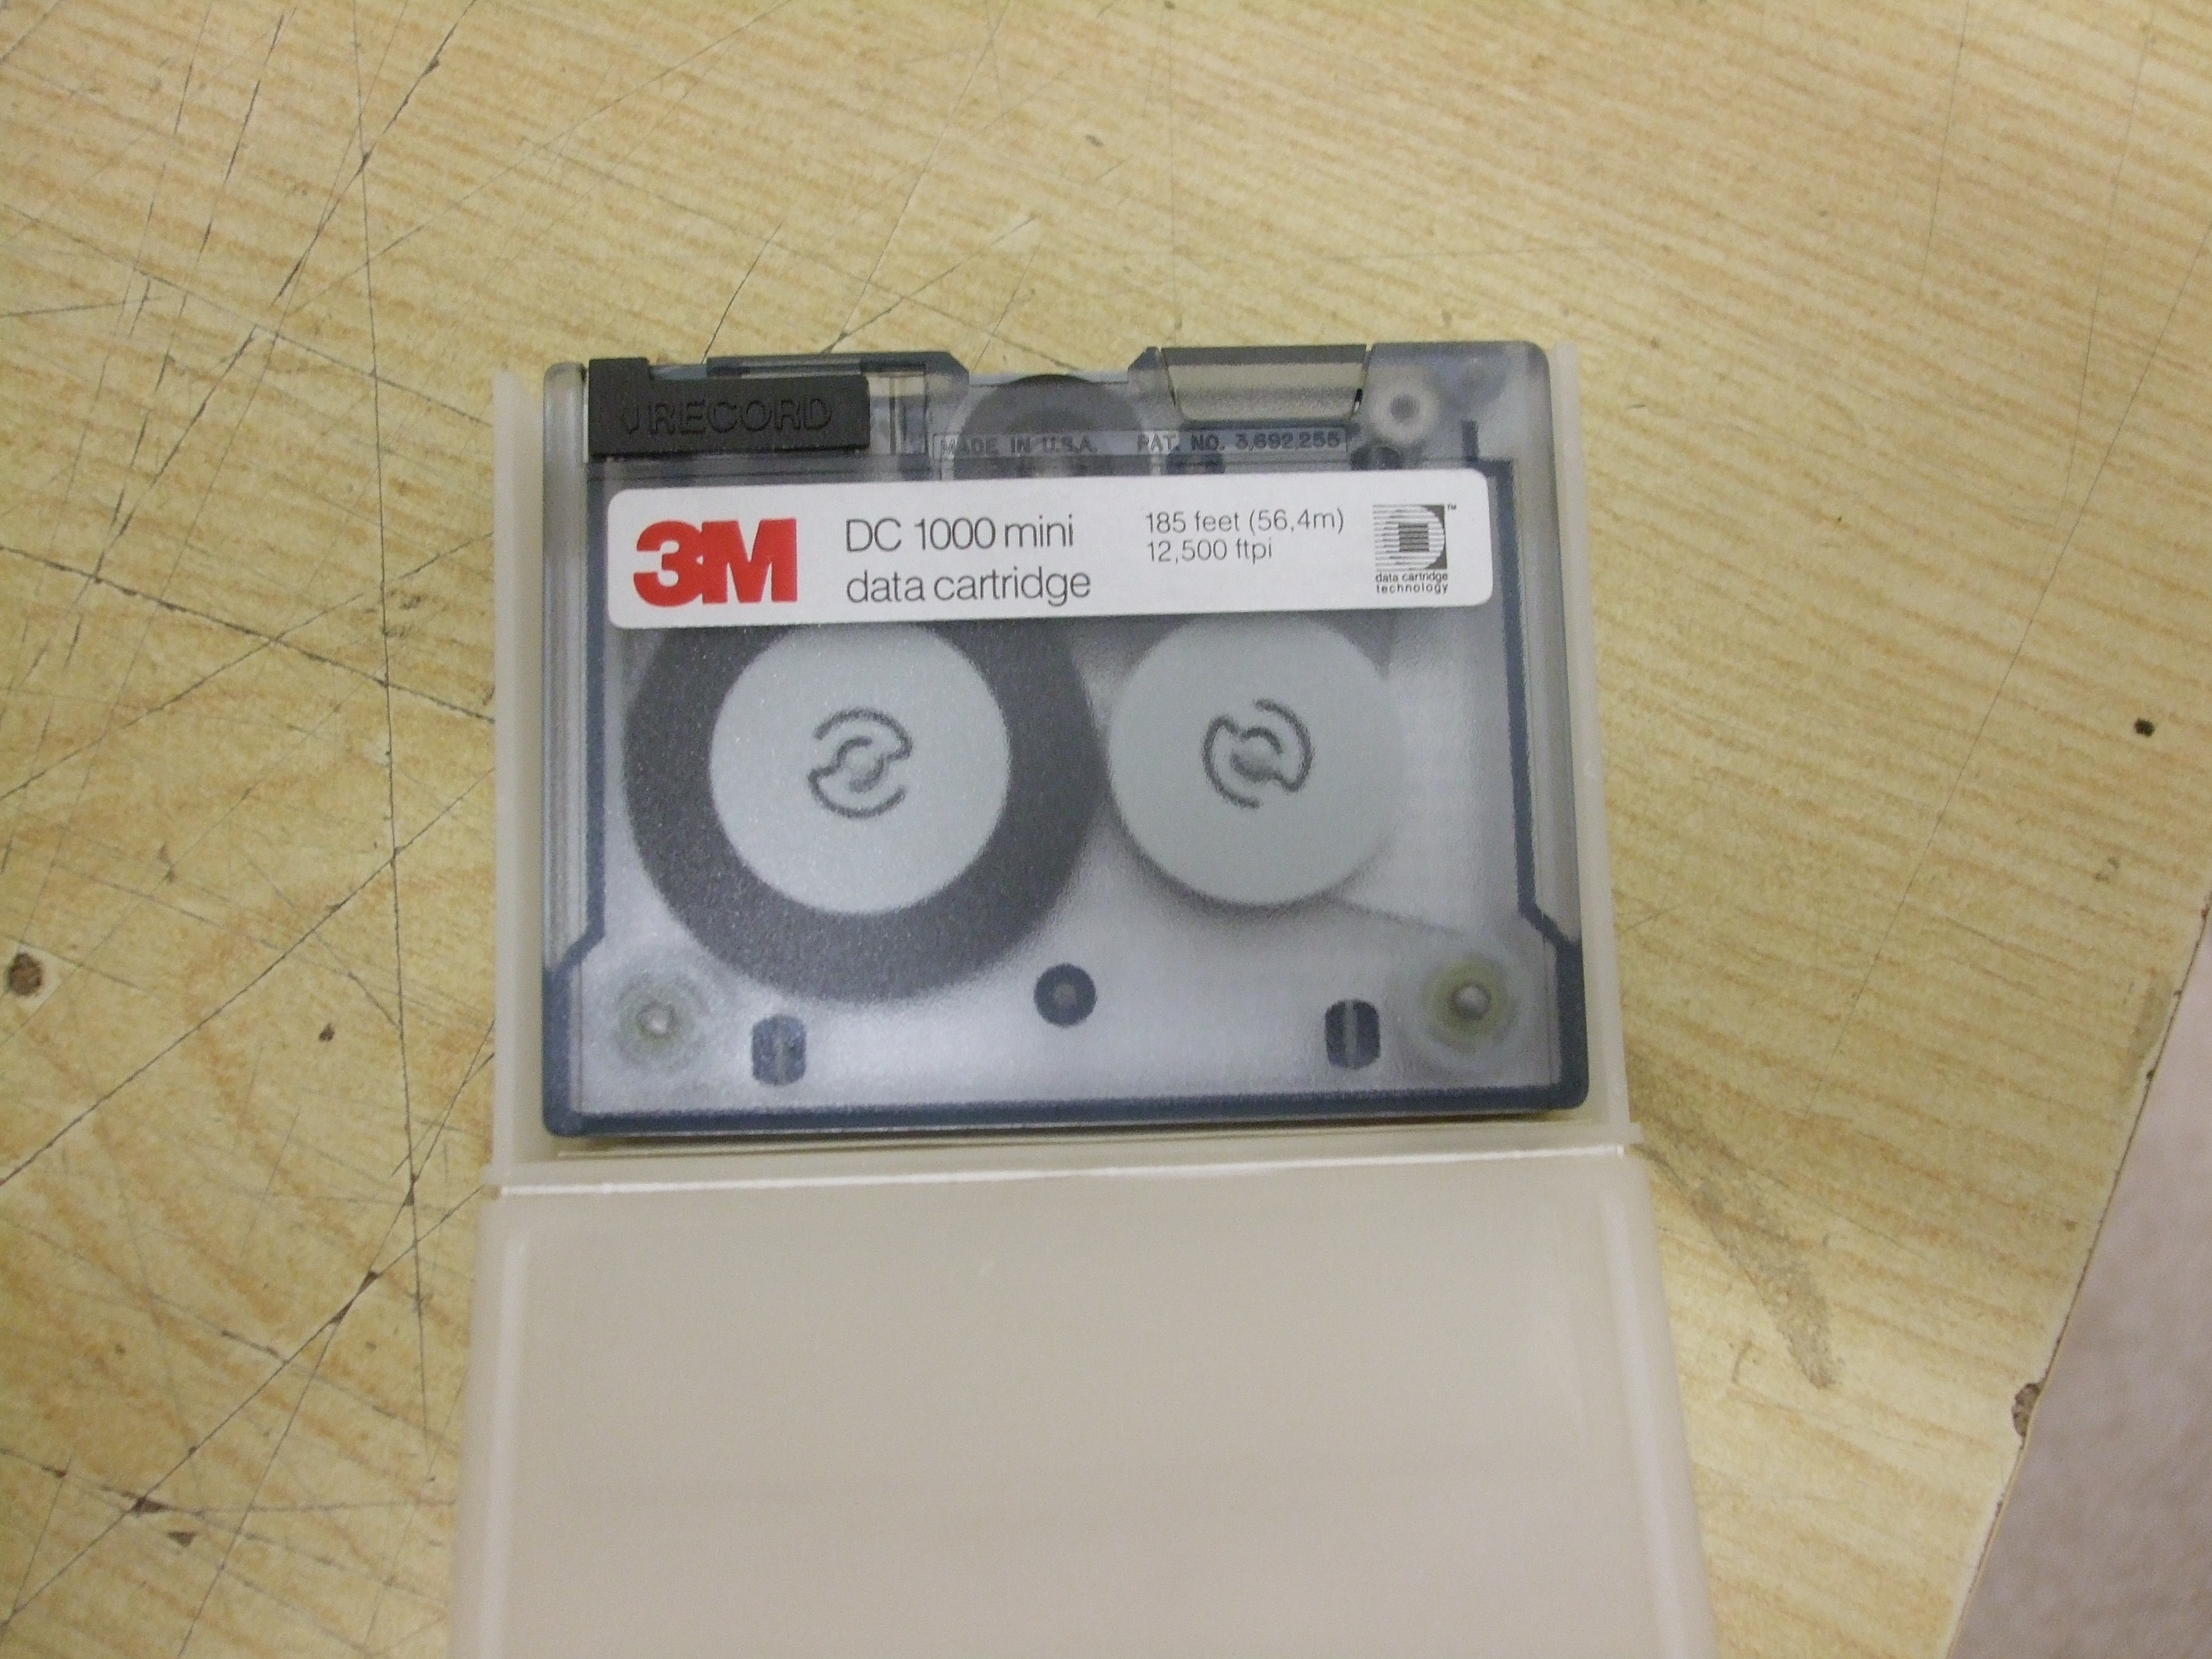 RECORD
MADE IN U.S.A. PAT. NO. 3,692,255
3M
DC 1000 mini
data cartridge
185 feet (56,4m)
12,500 ftpi
TM
data cartridge
technology